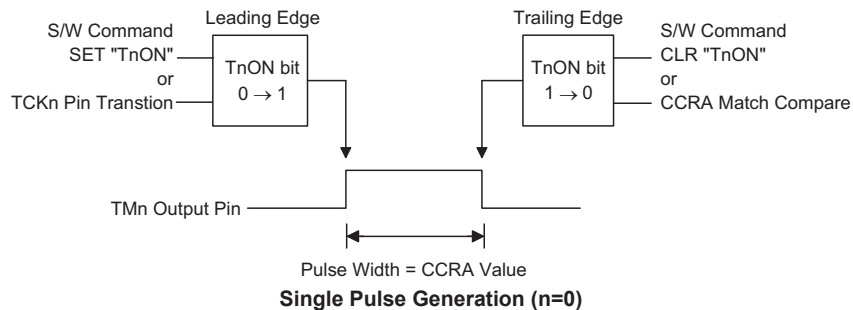 Leading Edge
S/W Command
SET "TnON"
or
TCKn Pin Transtion
TnON bit
0 → 1
Trailing Edge
TnON bit
1 → 0
S/W Command
CLR "TnON"
or
CCRA Match Compare
TMn Output Pin
Pulse Width = CCRA Value
Single Pulse Generation (n=0)